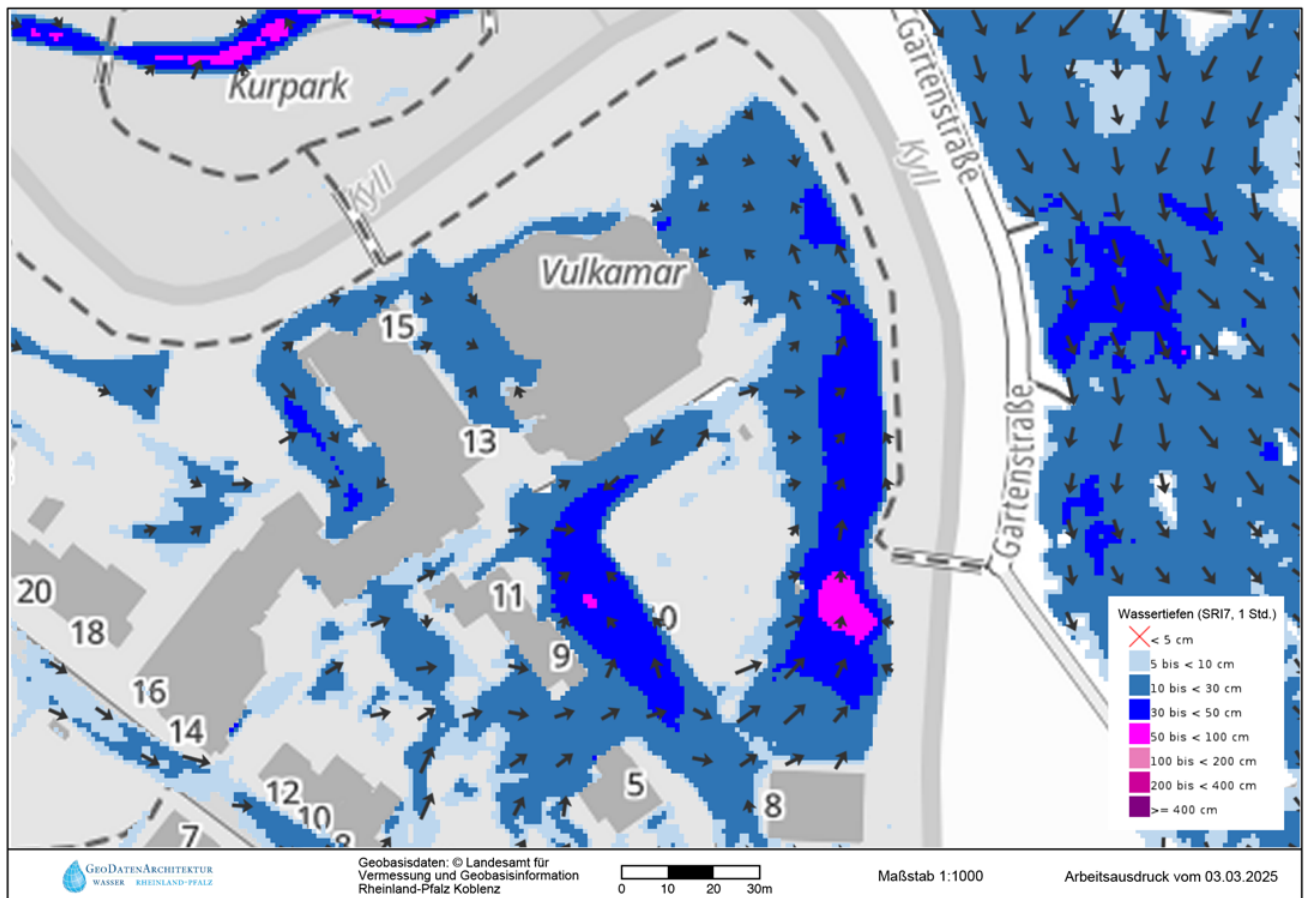 Kurpark
Kyll
Gartenstraße
Kyll
Vulkamar
15
13
11
9
20
18
16
14
12
10
8
7
5
8
0
Gartenstraße
Wassertiefen (SRI7, 1 Std.)
< 5 cm
5 bis < 10 cm
10 bis < 30 cm
30 bis < 50 cm
50 bis < 100 cm
100 bis < 200 cm
200 bis < 400 cm
>= 400 cm
GeoDatenArchitektur
WASSER RHEINLAND-PFALZ
Geobasisdaten: © Landesamt für
Vermessung und Geobasisinformation
Rheinland-Pfalz Koblenz
0 10 20 30m
Maßstab 1:1000
Arbeitsausdruck vom 03.03.2025